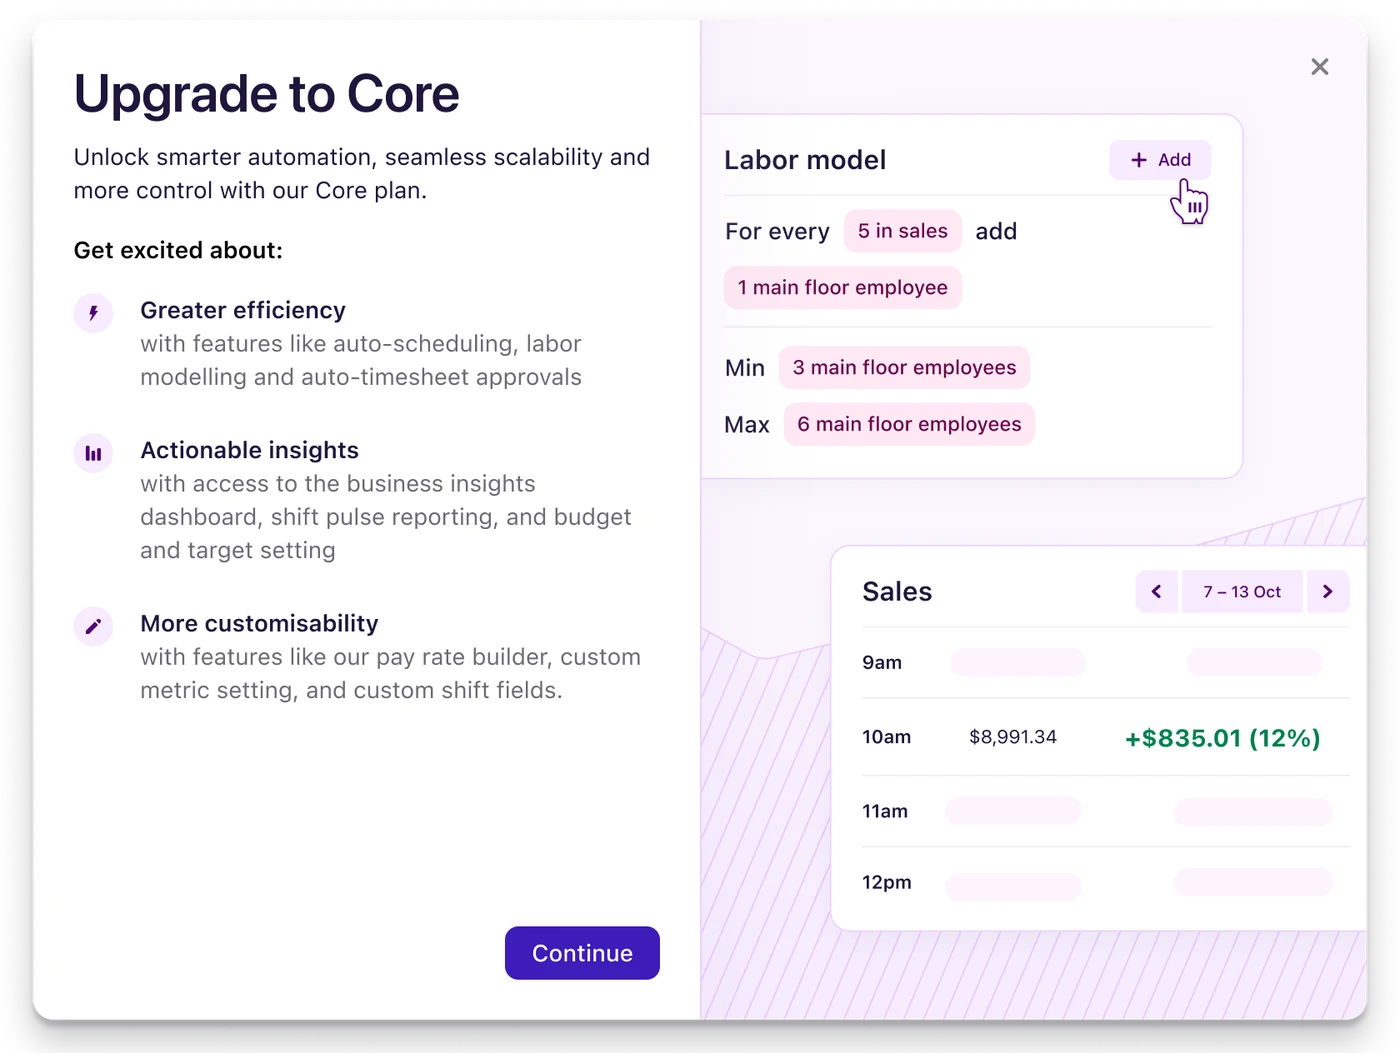 Upgrade to Core
Unlock smarter automation, seamless scalability and
more control with our Core plan.
Get excited about:
Greater efficiency
with features like auto-scheduling, labor
modelling and auto-timesheet approvals
Actionable insights
with access to the business insights
dashboard, shift pulse reporting, and budget
and target setting
More customisability
with features like our pay rate builder, custom
metric setting, and custom shift fields.
Continue
Labor model
+ Add
For every 5 in sales add
1 main floor employee
Min 3 main floor employees
Max 6 main floor employees
Sales
7 – 13 Oct
9am
10am $8,991.34 +$835.01 (12%)
11am
12pm